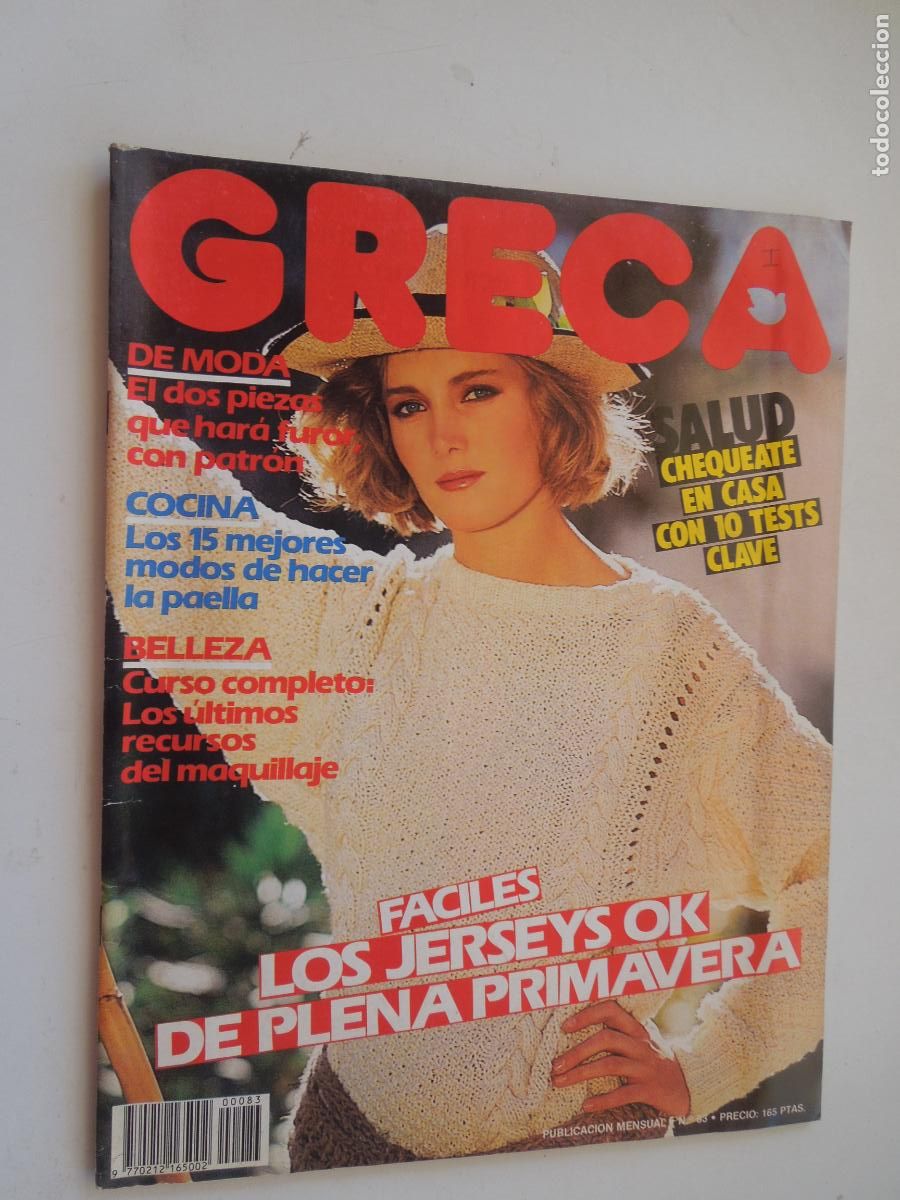 GRECA
DE MODA
El dos piezas
que hará furor,
con patrón
COCINA
Los 15 mejores
modos de hacer
la paella
BELLEZA
Curso completo:
Los últimos
recursos
del maquillaje
SALUD
CHEQUEATE
EN CASA
CON 10 TESTS
CLAVE
FACILES
LOS JERSEYS OK
DE PLENA PRIMAVERA
00083
9 770212 165002
PUBLICACION MENSUAL • N.º 83 • PRECIO: 165 PTAS.
todocoleccion